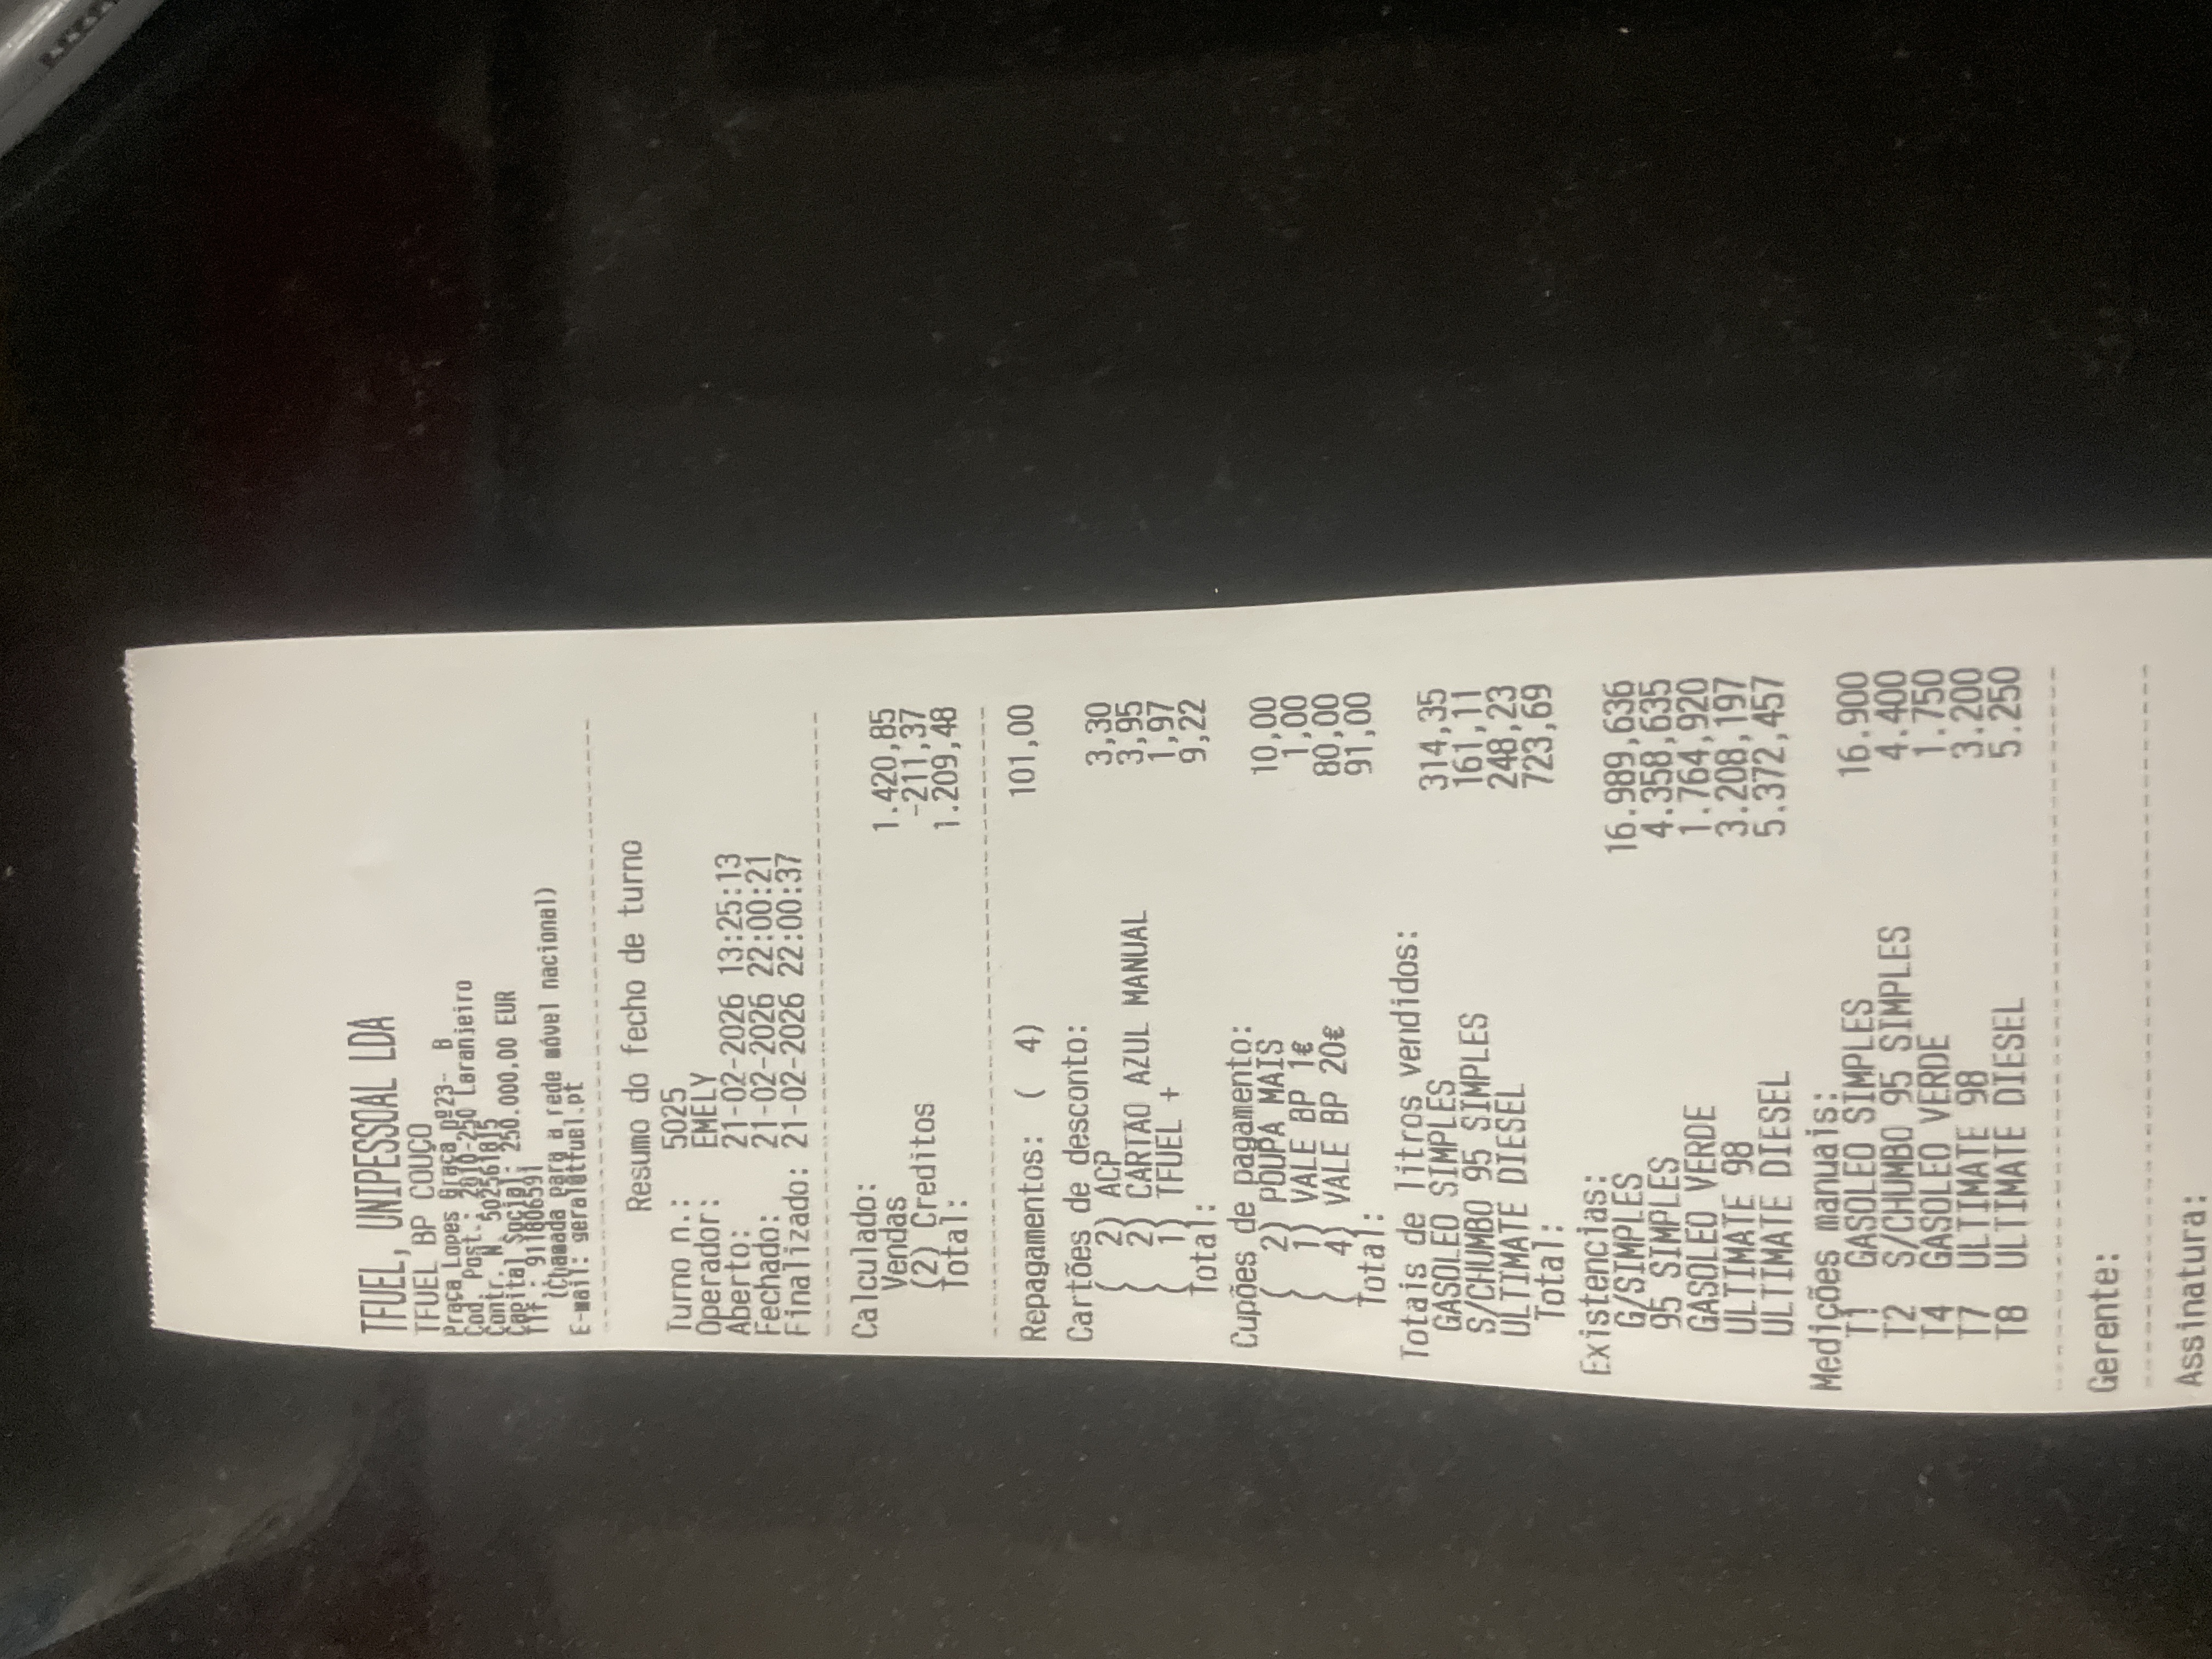 TFUEL, UNIPESSOAL LDA
TFUEL BP COUÇO
Praça Lopes Graça nº23- B
Cod. Post.: 2810-250 Laranjeiro
Contr. N. 502561815
Capital Social: 250.000,00 EUR
Tlf: 911806591
(Chamada para a rede móvel nacional)
E-mail: geral@tfuel.pt
Resumo do fecho de turno
Turno n.: 5025
Operador: EMELY
Aberto: 21-02-2026 13:25:13
Fechado: 21-02-2026 22:00:21
Finalizado: 21-02-2026 22:00:37
Calculado:
Vendas 1.420,85
(2) Creditos -211,37
Total: 1.209,48
Repagamentos: ( 4) 101,00
Cartões de desconto:
( 2) ACP 3,30
( 2) CARTAO AZUL MANUAL 3,95
( 1) TFUEL + 1,97
Total: 9,22
Cupões de pagamento:
( 2) POUPA MAIS 10,00
( 1) VALE BP 1€ 1,00
( 4) VALE BP 20€ 80,00
Total: 91,00
Totais de litros vendidos:
GASOLEO SIMPLES 314,35
S/CHUMBO 95 SIMPLES 161,11
ULTIMATE DIESEL 248,23
Total: 723,69
Existencias:
G/SIMPLES 16.989,636
95 SIMPLES 4.358,635
GASOLEO VERDE 1.764,920
ULTIMATE 98 3.208,197
ULTIMATE DIESEL 5.372,457
Medições manuais:
T1 GASOLEO SIMPLES 16.900
T2 S/CHUMBO 95 SIMPLES 4.400
T4 GASOLEO VERDE 1.750
T7 ULTIMATE 98 3.200
T8 ULTIMATE DIESEL 5.250
Gerente:
Assinatura: